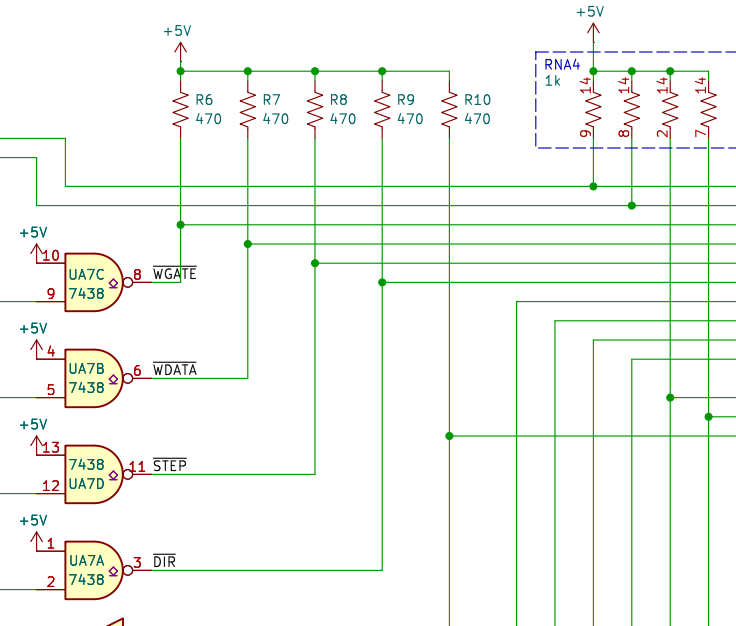 +5V
+5V
RNA4
1k
14
14
14
14
9
8
2
7
R6
470
R7
470
R8
470
R9
470
R10
470
+5V
10
9
UA7C
7438
8
WGATE
+5V
4
5
UA7B
7438
6
WDATA
+5V
13
12
7438
UA7D
11
STEP
+5V
1
2
UA7A
7438
3
DIR